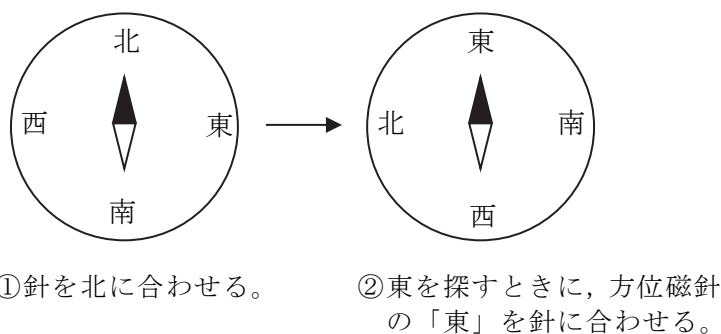 北
西 東
南
東
北 南
西
①針を北に合わせる。
②東を探すときに，方位磁針
の「東」を針に合わせる。